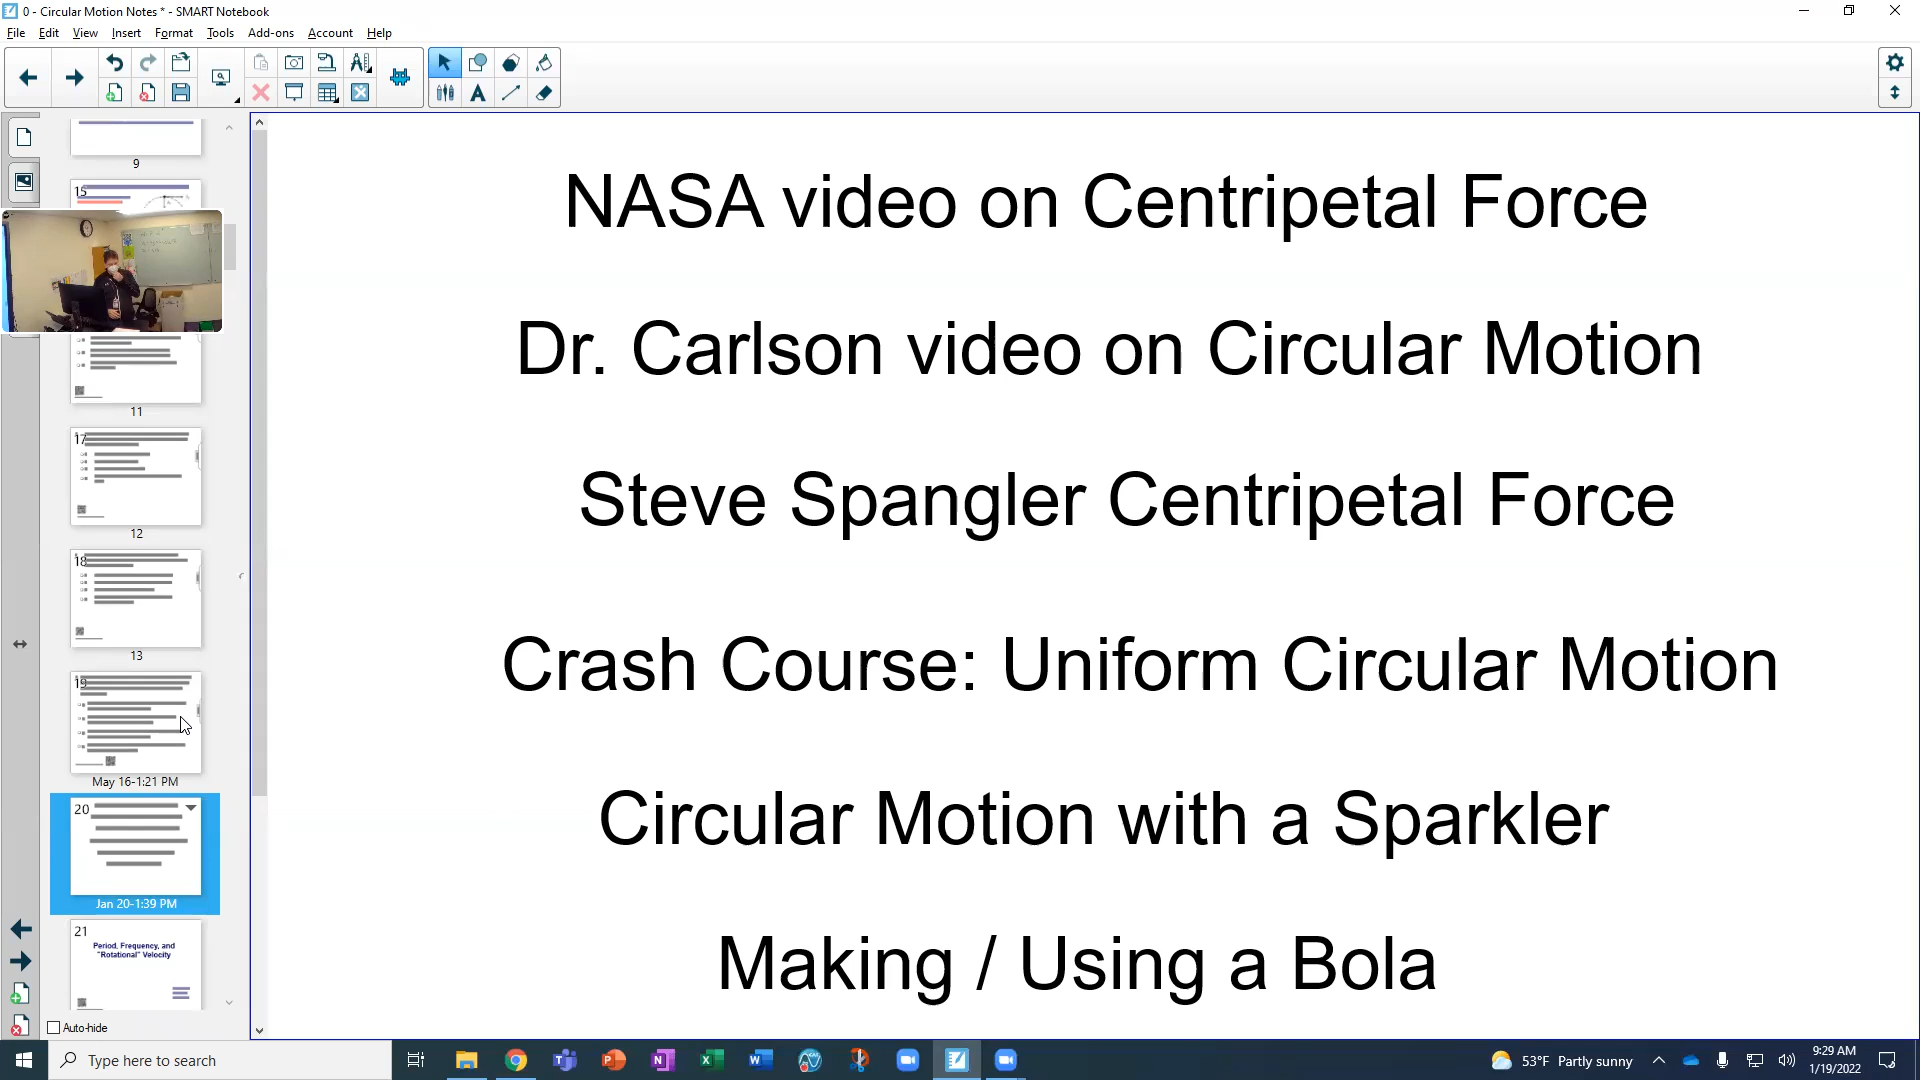 0 - Circular Motion Notes * - SMART Notebook
File Edit View Insert Format Tools Add-ons Account Help
9
15
11
17
12
18
13
19
May 16-1:21 PM
20
Jan 20-1:39 PM
21
Period, Frequency, and
"Rotational" Velocity
Auto-hide
NASA video on Centripetal Force
Dr. Carlson video on Circular Motion
Steve Spangler Centripetal Force
Crash Course: Uniform Circular Motion
Circular Motion with a Sparkler
Making / Using a Bola
Type here to search
53°F Partly sunny
9:29 AM
1/19/2022